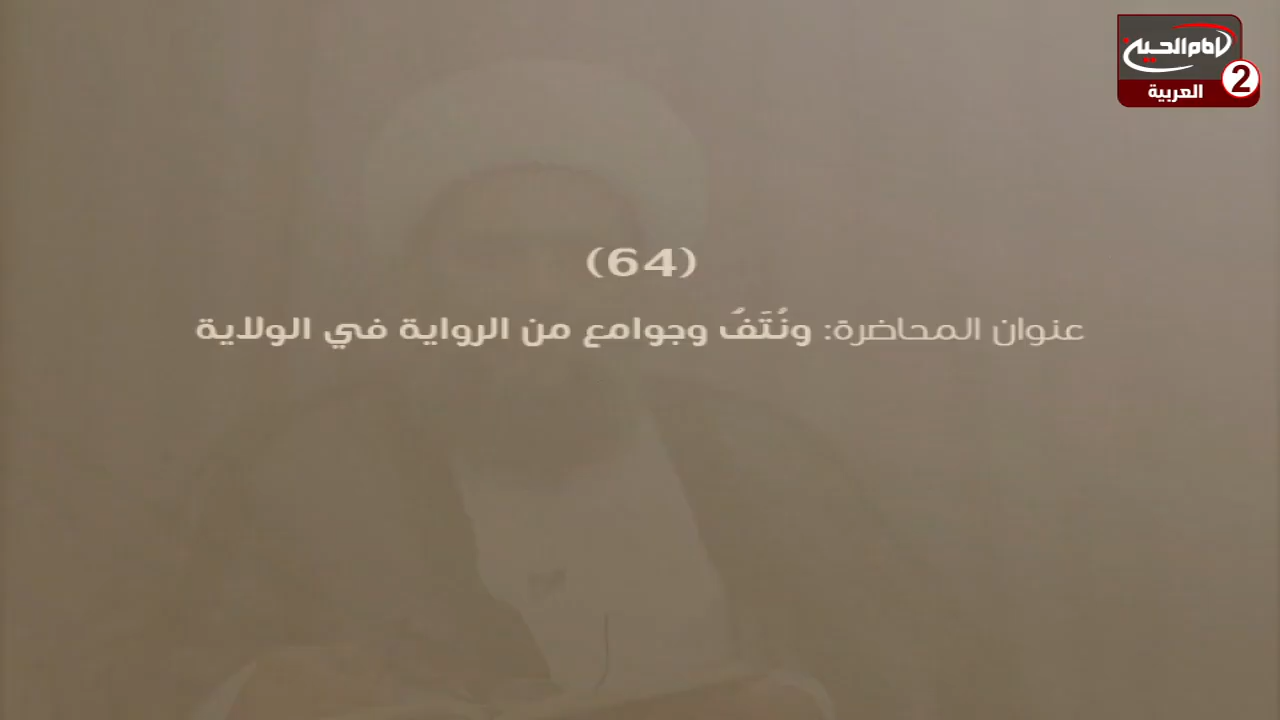 امام الحسين
2
العربية
(64)
عنوان المحاضرة: ونُتَفٌ وجوامع من الرواية في الولاية